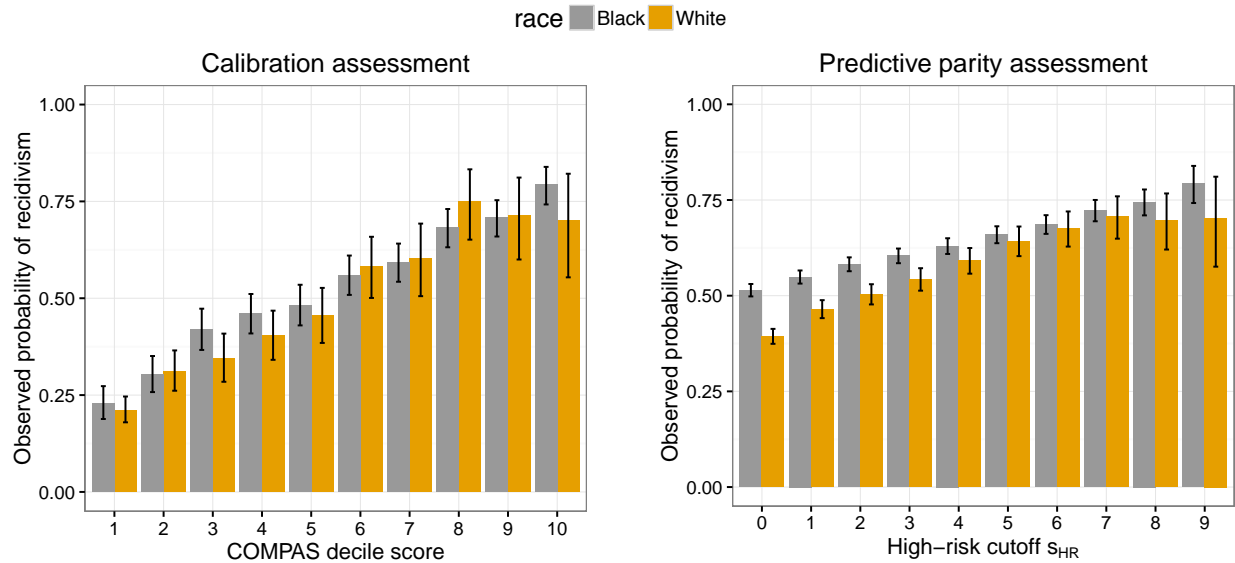 race Black White
Calibration assessment
Observed probability of recidivism
1.00
0.75
0.50
0.25
0.00
1 2 3 4 5 6 7 8 9 10
COMPAS decile score
Predictive parity assessment
Observed probability of recidivism
1.00
0.75
0.50
0.25
0.00
0 1 2 3 4 5 6 7 8 9
High−risk cutoff sHR